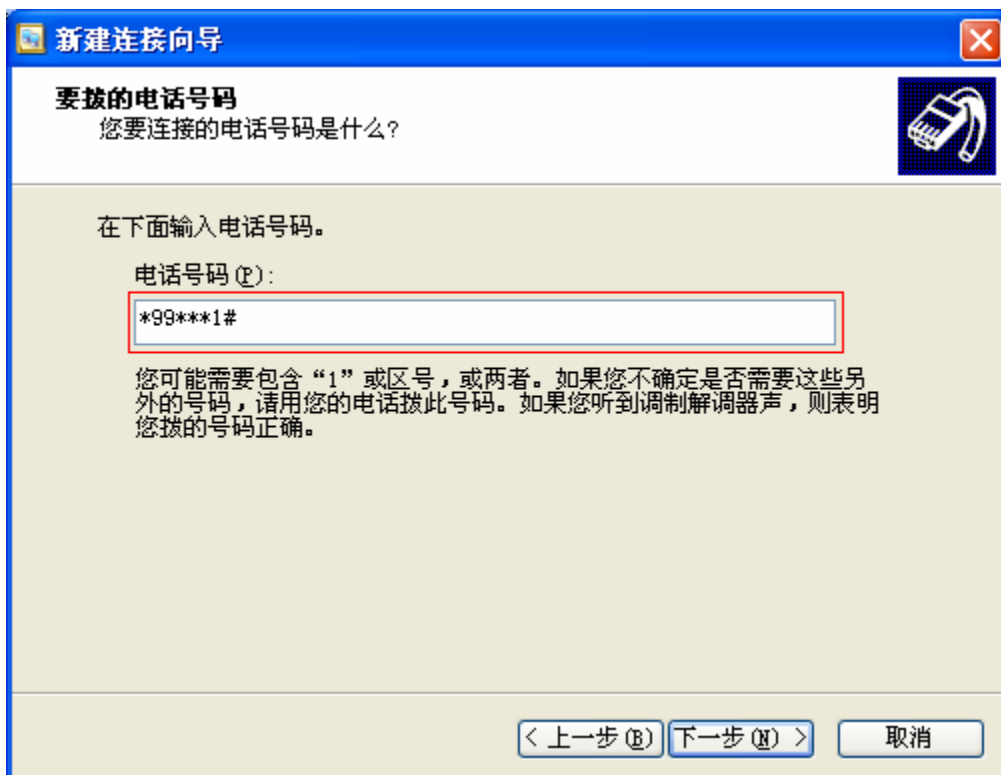 新建连接向导
要拨的电话号码
您要连接的电话号码是什么?
在下面输入电话号码。
电话号码(P):
*99***1#
您可能需要包含“1”或区号,或两者。如果您不确定是否需要这些另
外的号码,请用您的电话拨此号码。如果您听到调制解调器声,则表明
您拨的号码正确。
< 上一步(B) 下一步(N) > 取消